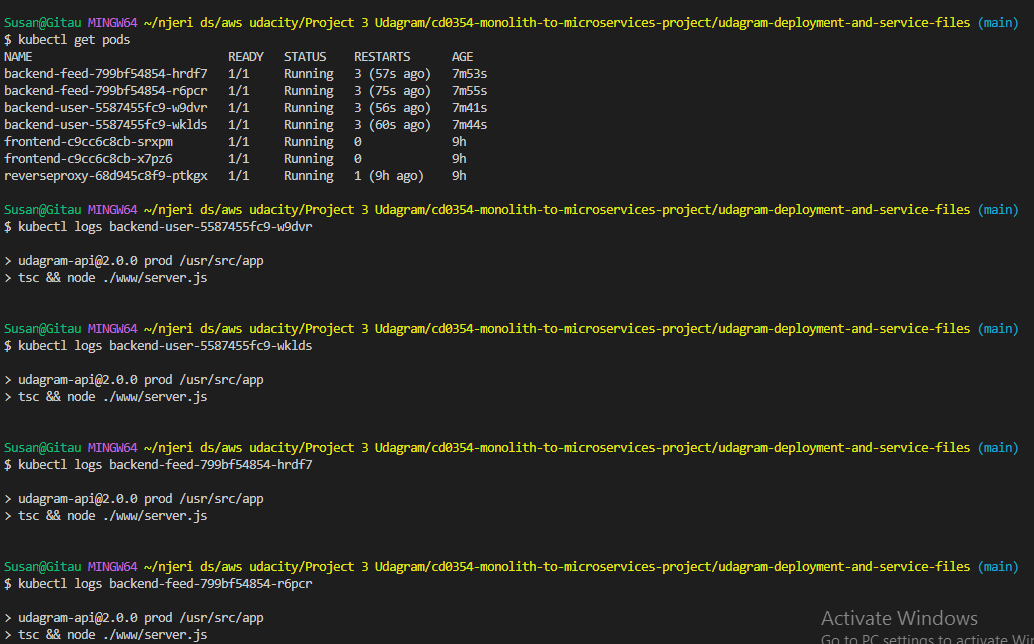 Susan@Gitau MINGW64 ~/njeri ds/aws udacity/Project 3 Udagram/cd0354-monolith-to-microservices-project/udagram-deployment-and-service-files (main)
$ kubectl get pods
NAME READY STATUS RESTARTS AGE
backend-feed-799bf54854-hrdf7 1/1 Running 3 (57s ago) 7m53s
backend-feed-799bf54854-r6pcr 1/1 Running 3 (75s ago) 7m55s
backend-user-5587455fc9-w9dvr 1/1 Running 3 (56s ago) 7m41s
backend-user-5587455fc9-wklds 1/1 Running 3 (60s ago) 7m44s
frontend-c9cc6c8cb-srxpm 1/1 Running 0 9h
frontend-c9cc6c8cb-x7pz6 1/1 Running 0 9h
reverseproxy-68d945c8f9-ptkgx 1/1 Running 1 (9h ago) 9h
Susan@Gitau MINGW64 ~/njeri ds/aws udacity/Project 3 Udagram/cd0354-monolith-to-microservices-project/udagram-deployment-and-service-files (main)
$ kubectl logs backend-user-5587455fc9-w9dvr
> udagram-api@2.0.0 prod /usr/src/app
> tsc && node ./www/server.js
Susan@Gitau MINGW64 ~/njeri ds/aws udacity/Project 3 Udagram/cd0354-monolith-to-microservices-project/udagram-deployment-and-service-files (main)
$ kubectl logs backend-user-5587455fc9-wklds
> udagram-api@2.0.0 prod /usr/src/app
> tsc && node ./www/server.js
Susan@Gitau MINGW64 ~/njeri ds/aws udacity/Project 3 Udagram/cd0354-monolith-to-microservices-project/udagram-deployment-and-service-files (main)
$ kubectl logs backend-feed-799bf54854-hrdf7
> udagram-api@2.0.0 prod /usr/src/app
> tsc && node ./www/server.js
Susan@Gitau MINGW64 ~/njeri ds/aws udacity/Project 3 Udagram/cd0354-monolith-to-microservices-project/udagram-deployment-and-service-files (main)
$ kubectl logs backend-feed-799bf54854-r6pcr
> udagram-api@2.0.0 prod /usr/src/app
> tsc && node ./www/server.js
Activate Windows
Go to PC settings to activate